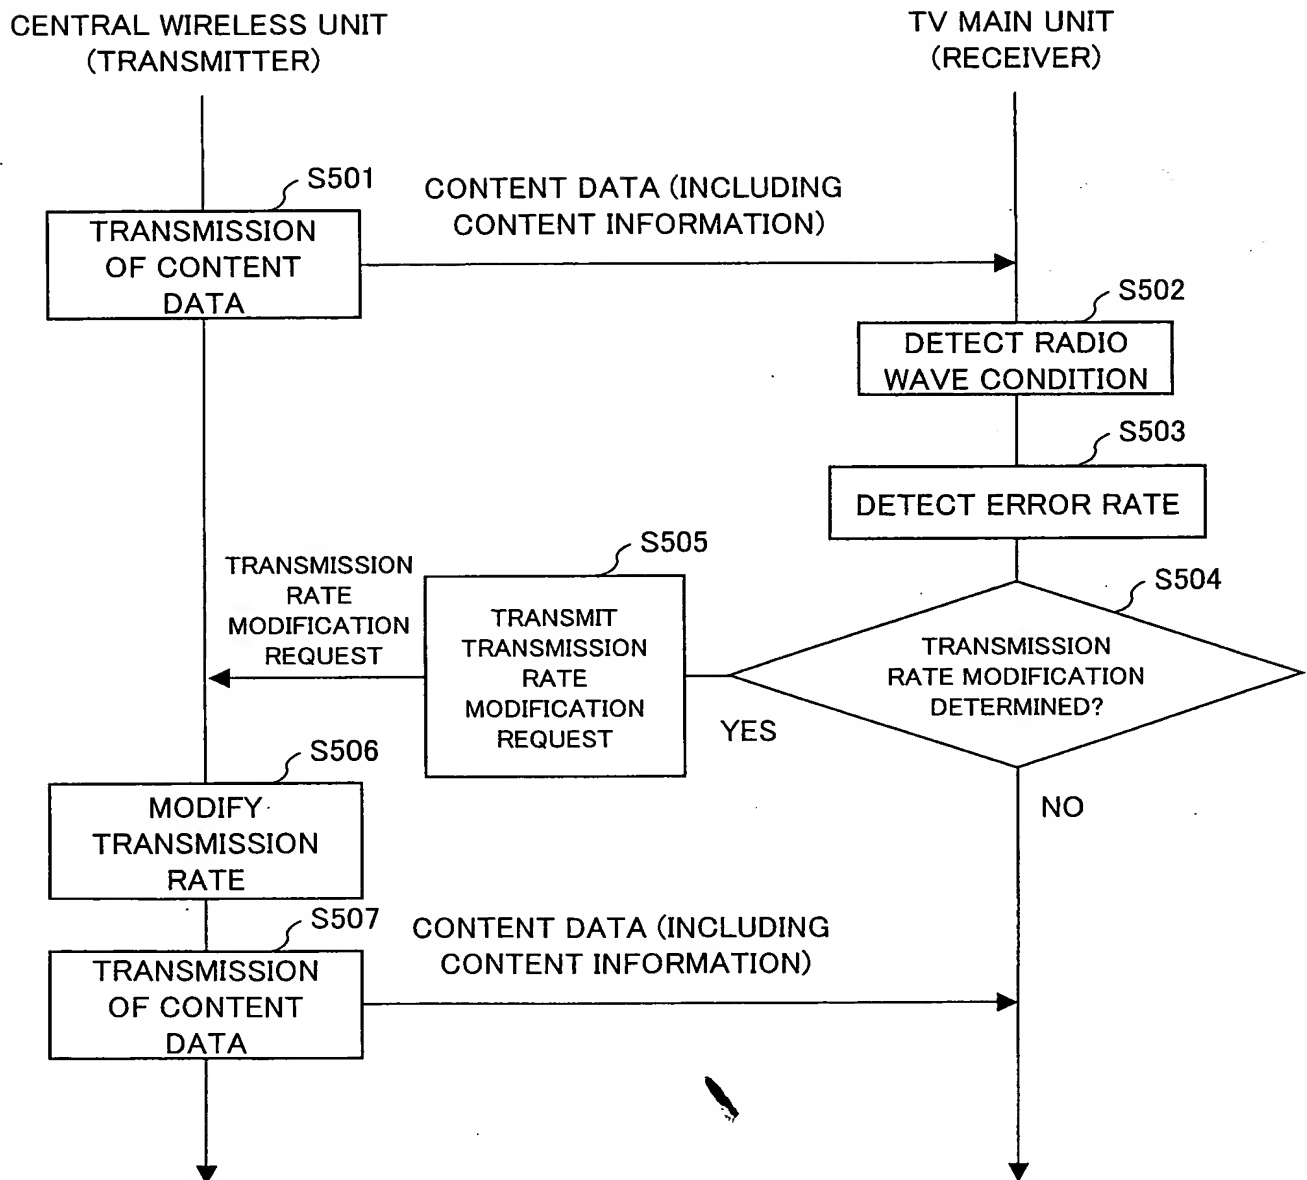 CENTRAL WIRELESS UNIT
(TRANSMITTER)
TV MAIN UNIT
(RECEIVER)
S501
TRANSMISSION
OF CONTENT
DATA
CONTENT DATA (INCLUDING
CONTENT INFORMATION)
S502
DETECT RADIO
WAVE CONDITION
S503
DETECT ERROR RATE
S504
TRANSMISSION
RATE MODIFICATION
DETERMINED?
YES
NO
S505
TRANSMIT
TRANSMISSION
RATE
MODIFICATION
REQUEST
TRANSMISSION
RATE
MODIFICATION
REQUEST
S506
MODIFY
TRANSMISSION
RATE
S507
TRANSMISSION
OF CONTENT
DATA
CONTENT DATA (INCLUDING
CONTENT INFORMATION)